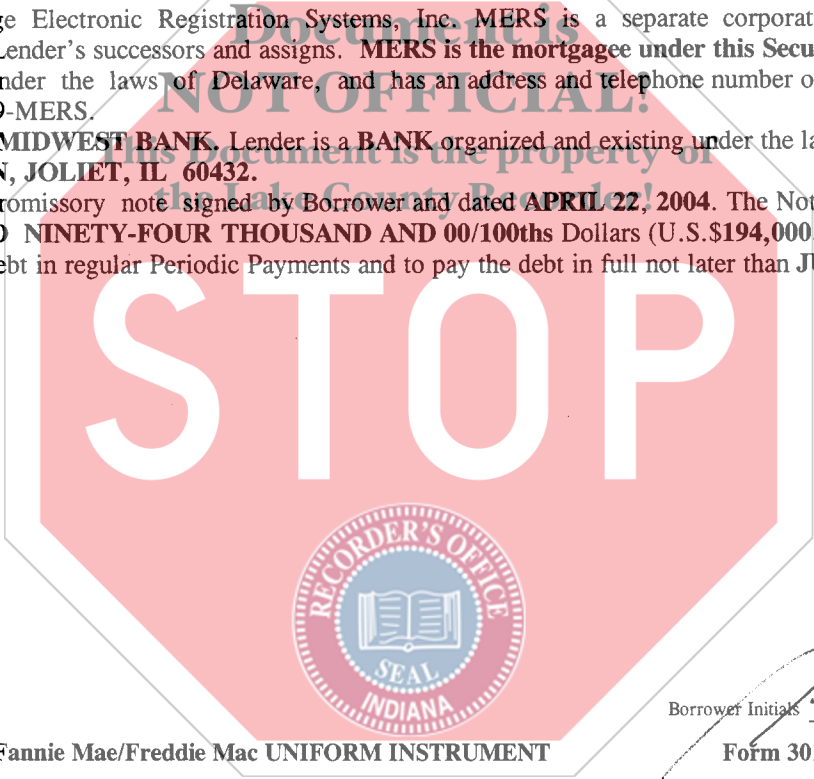 ge Electronic Registration Systems, Inc. MERS is a separate corporat
Document is
Lender's successors and assigns. MERS is the mortgagee under this Secu
nder the laws of Delaware, and has an address and telephone number o
NOT OFFICIAL!
9-MERS.
MIDWEST BANK. Lender is a BANK organized and existing under the la
This Document is the property of
N, JOLIET, IL 60432.
the Lake County Recorder!
romissory note signed by Borrower and dated APRIL 22, 2004. The Not
D NINETY-FOUR THOUSAND AND 00/100ths Dollars (U.S.$194,000.
ebt in regular Periodic Payments and to pay the debt in full not later than JU
STOP
RECORDER'S OFFICE
SEAL
INDIANA
Borrower Initials
Fannie Mae/Freddie Mac UNIFORM INSTRUMENT Form 301